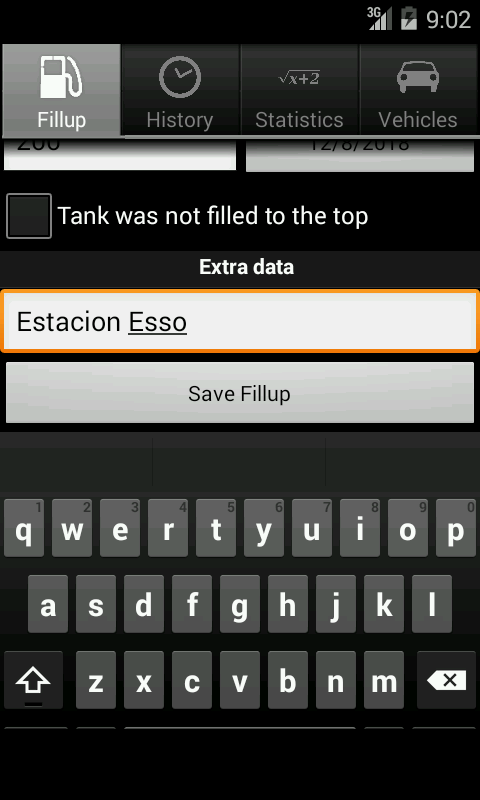 3G 9:02
√x+2
Fillup History Statistics Vehicles
200 12/8/2018
Tank was not filled to the top
Extra data
Estacion Esso
Save Fillup
1 2 3 4 5 6 7 8 9 0
q w e r t y u i o p
a s d f g h j k l
z x c v b n m